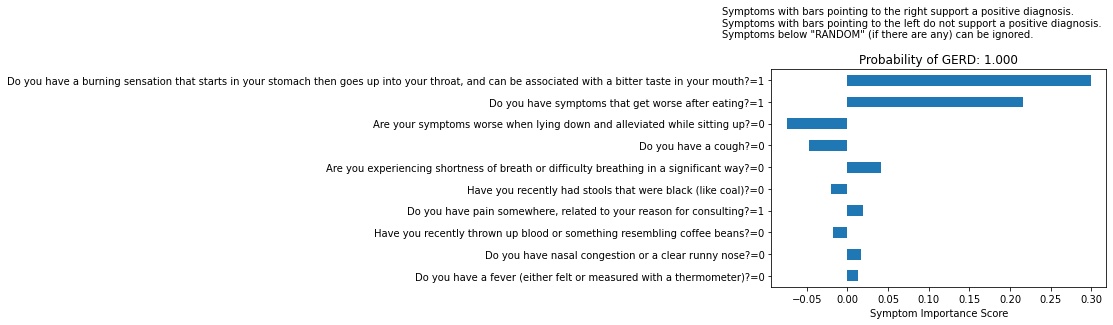 Symptoms with bars pointing to the right support a positive diagnosis.
Symptoms with bars pointing to the left do not support a positive diagnosis.
Symptoms below "RANDOM" (if there are any) can be ignored.
Probability of GERD: 1.000
Do you have a burning sensation that starts in your stomach then goes up into your throat, and can be associated with a bitter taste in your mouth?=1
Do you have symptoms that get worse after eating?=1
Are your symptoms worse when lying down and alleviated while sitting up?=0
Do you have a cough?=0
Are you experiencing shortness of breath or difficulty breathing in a significant way?=0
Have you recently had stools that were black (like coal)?=0
Do you have pain somewhere, related to your reason for consulting?=1
Have you recently thrown up blood or something resembling coffee beans?=0
Do you have nasal congestion or a clear runny nose?=0
Do you have a fever (either felt or measured with a thermometer)?=0
−0.05 0.00 0.05 0.10 0.15 0.20 0.25 0.30
Symptom Importance Score